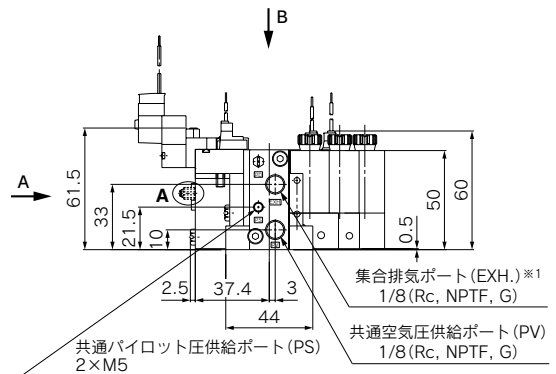 B
A
A
61.5
33
21.5
10
60
50
0.5
2.5
37.4
3
44
集合排気ポート(EXH.)※1
1/8(Rc, NPTF, G)
共通空気圧供給ポート(PV)
1/8(Rc, NPTF, G)
共通パイロット圧供給ポート(PS)
2×M5